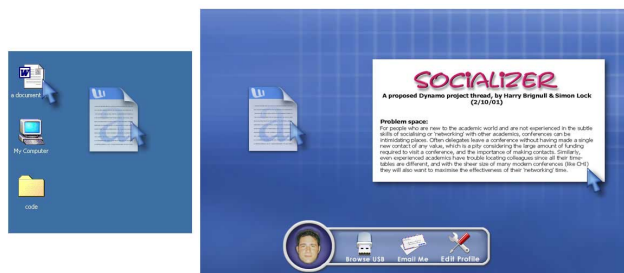 a document
My Computer
code
SOCIALIZER
A proposed Dynamo project thread, by Harry Brignull & Simon Lock
(2/10/01)
Problem space:
For people who are new to the academic world and are not experienced in the subtle
skills of socialising or 'networking' with other academics, conferences can be
intimidating places. Often delegates leave a conference without having made a single
new contact of any value, which is a pity considering the large amount of funding
required to visit a conference, and the importance of making contacts. Similarly,
even experienced academics have trouble locating colleagues since all their time-
tables are different, and with the sheer size of many modern conferences (like CHI)
they will also want to maximise the effectiveness of their 'networking' time.
Browse USB
Email Me
Edit Profile